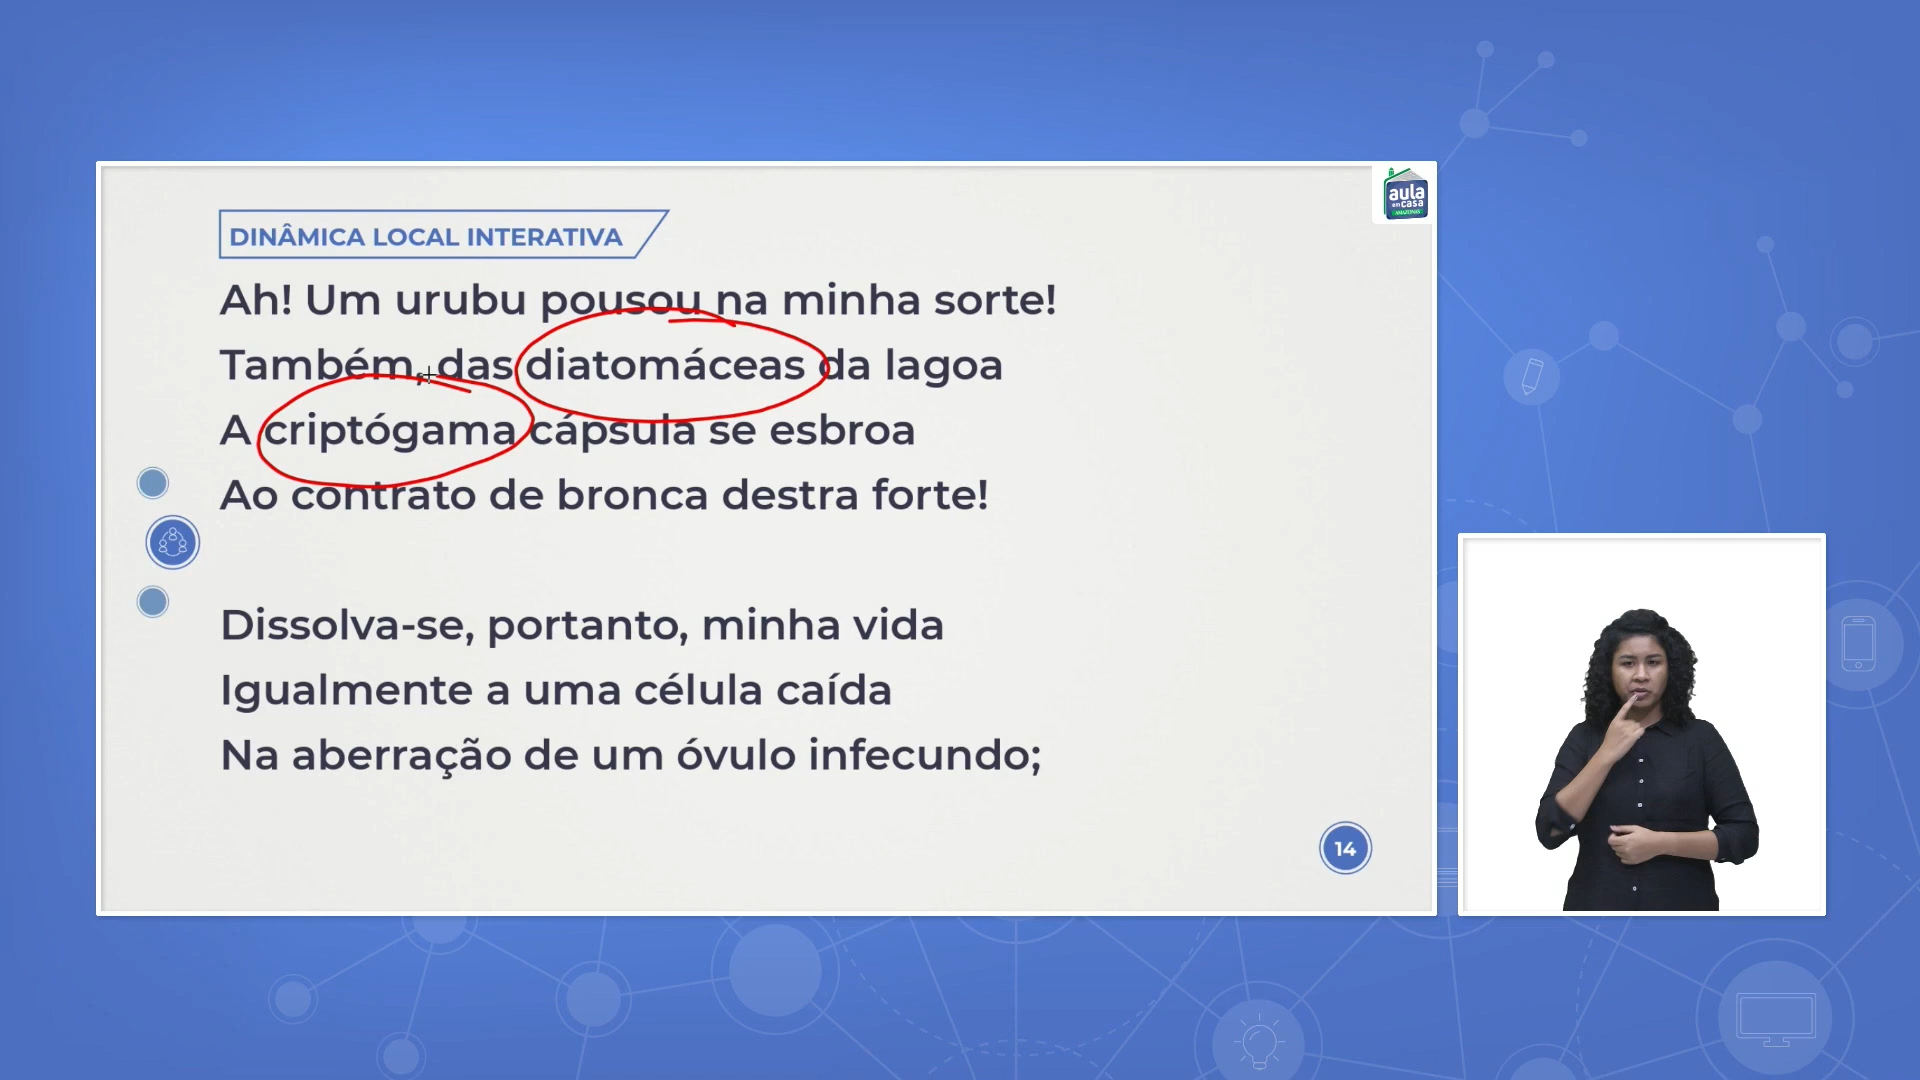 aula
em casa
AMAZONAS
DINÂMICA LOCAL INTERATIVA
Ah! Um urubu pousou na minha sorte!
Também, das diatomáceas da lagoa
A criptógama cápsula se esbroa
Ao contrato de bronca destra forte!
Dissolva-se, portanto, minha vida
Igualmente a uma célula caída
Na aberração de um óvulo infecundo;
14